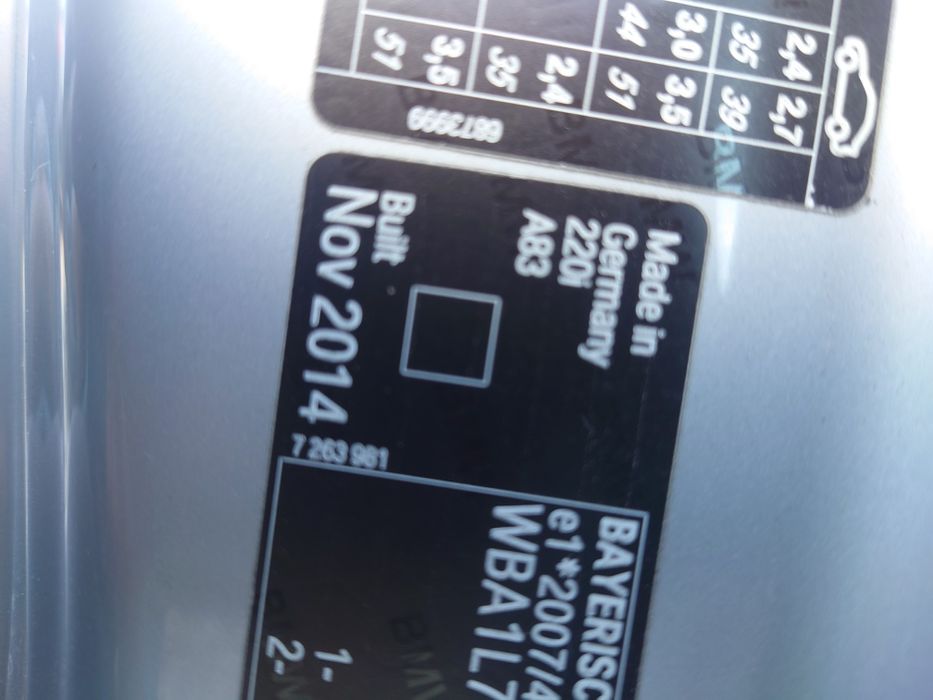 2,4 2,7
35 39
3,0 3,5
44 51
2,4
35
3,5
51
6873999
Made in
Germany
220i
A83
Built
Nov 2014
7 263 981
BAYERISC
e1*2007/4
WBA1L7
1-
2-